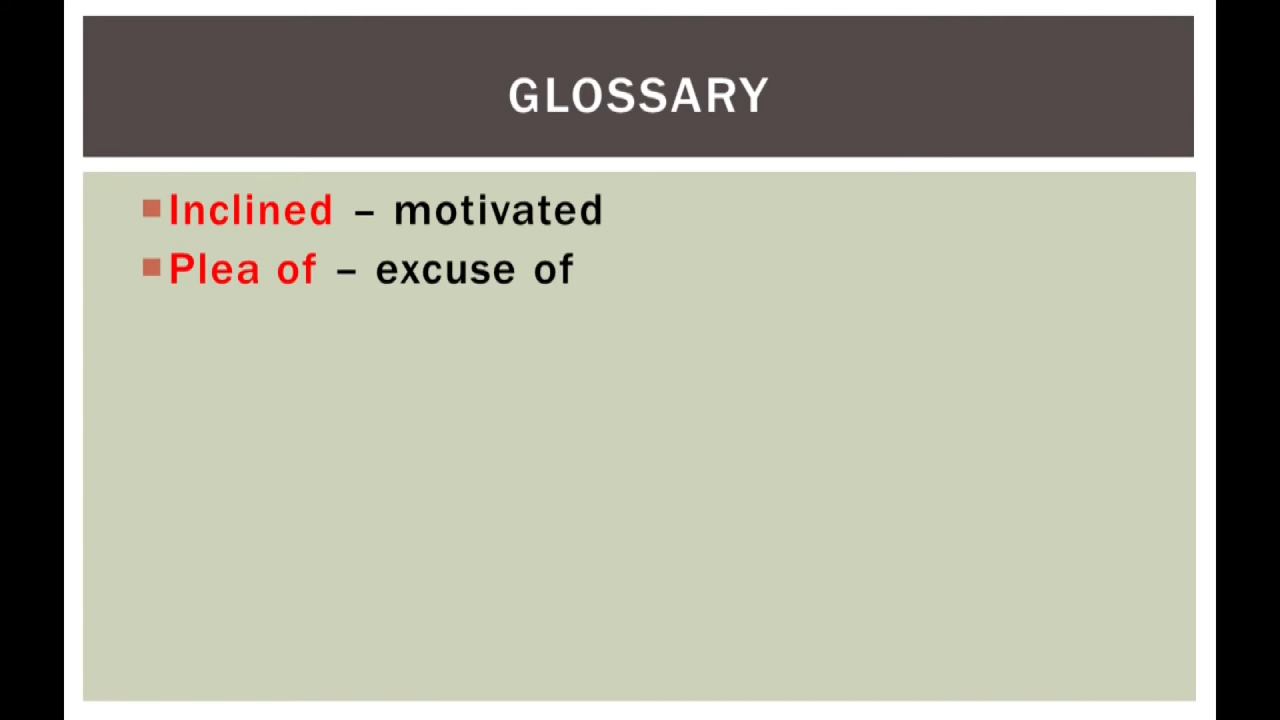 GLOSSARY
Inclined – motivated
Plea of – excuse of